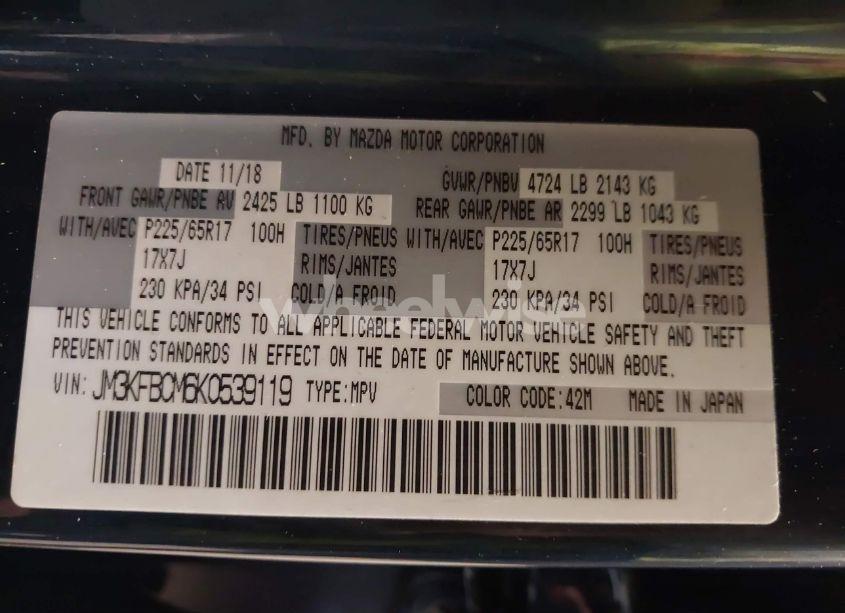 MFD. BY MAZDA MOTOR CORPORATION
DATE 11/18 GVWR/PNBV 4724 LB 2143 KG
FRONT GAWR/PNBE AV 2425 LB 1100 KG REAR GAWR/PNBE AR 2299 LB 1043 KG
WITH/AVEC P225/65R17 100H TIRES/PNEUS WITH/AVEC P225/65R17 100H TIRES/PNEUS
17X7J RIMS/JANTES 17X7J RIMS/JANTES
230 KPA/34 PSI COLD/A FROID 230 KPA/34 PSI COLD/A FROID
wheelwise
THIS VEHICLE CONFORMS TO ALL APPLICABLE FEDERAL MOTOR VEHICLE SAFETY AND THEFT
PREVENTION STANDARDS IN EFFECT ON THE DATE OF MANUFACTURE SHOWN ABOVE.
VIN: JM3KFBCM6K0539119 TYPE:MPV COLOR CODE:42M MADE IN JAPAN